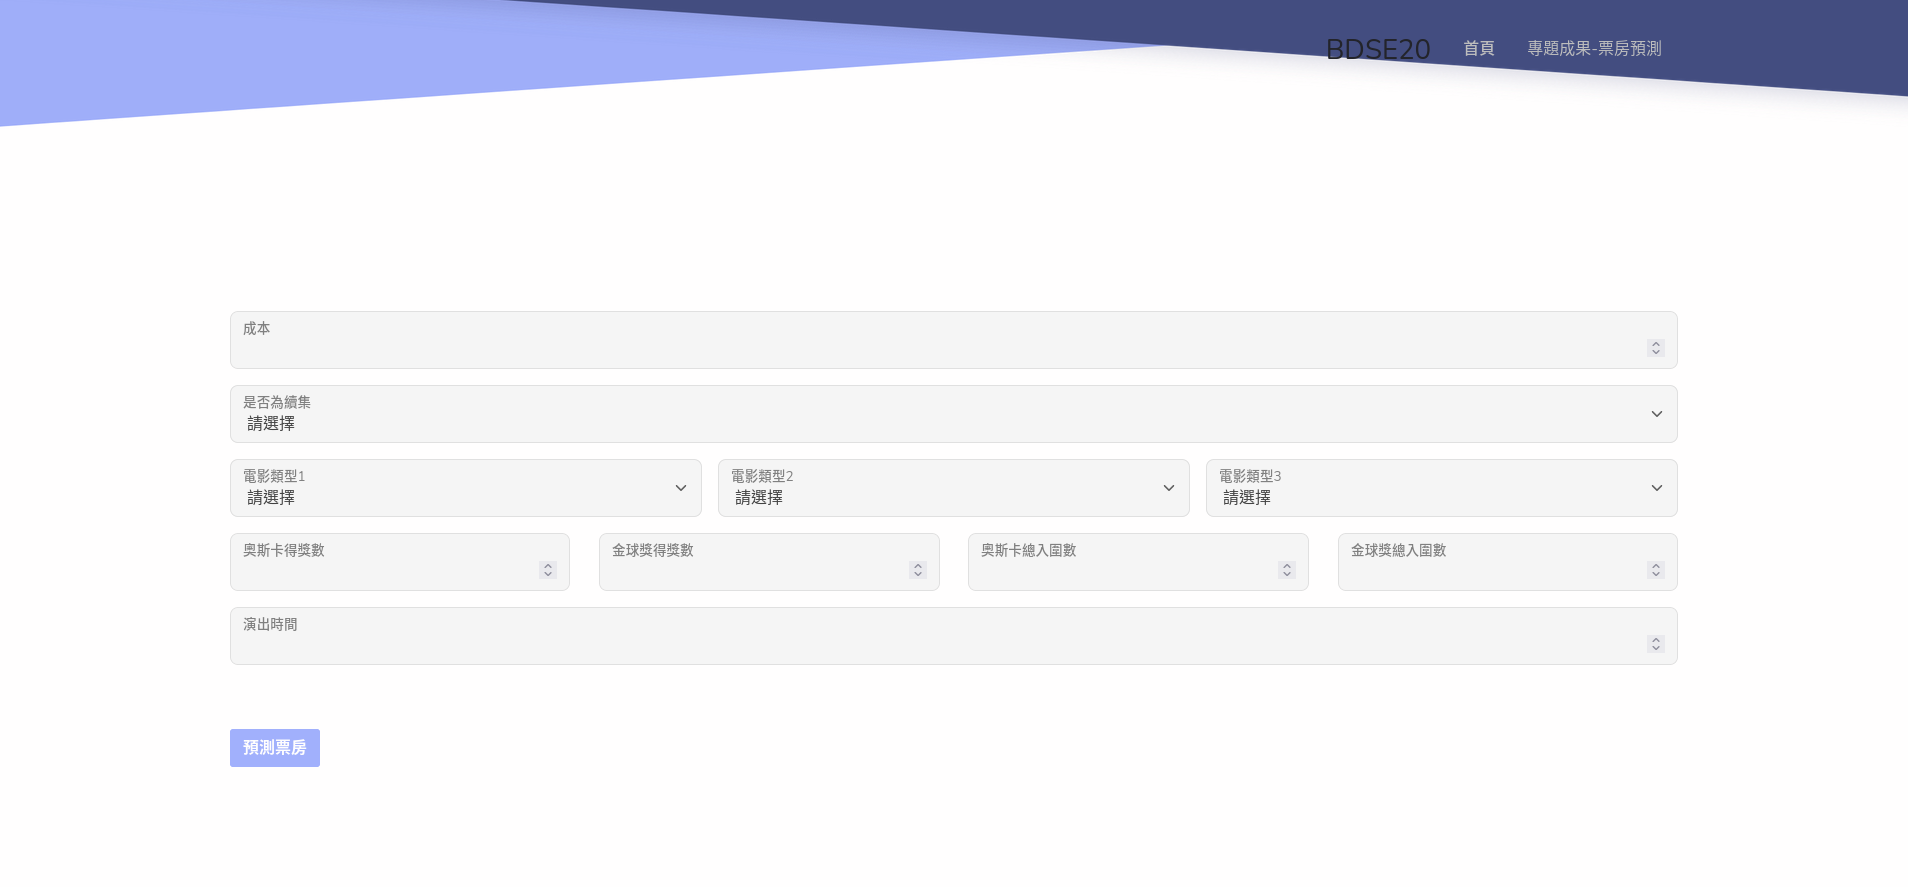 BDSE20 首頁 專題成果-票房預測
成本
是否為續集
請選擇
電影類型1 電影類型2 電影類型3
請選擇 請選擇 請選擇
奧斯卡得獎數 金球獎得獎數 奧斯卡總入圍數 金球獎總入圍數
演出時間
預測票房